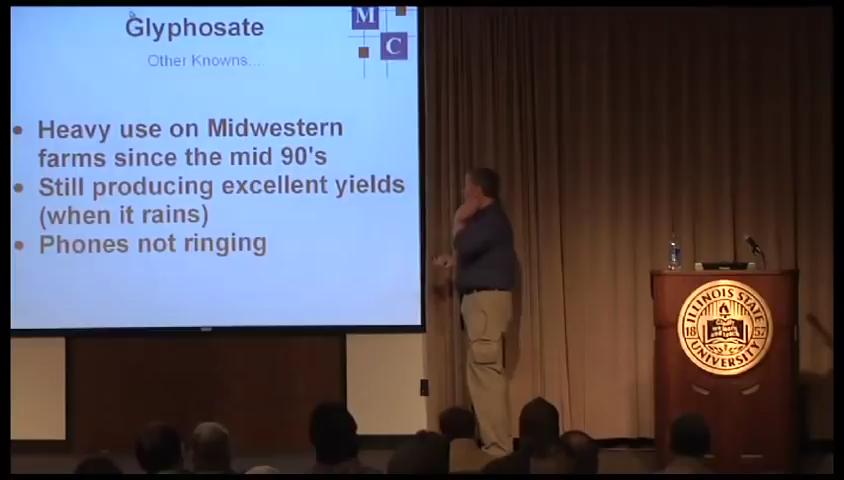 Glyphosate
Other Knowns....
M
C
Heavy use on Midwestern
farms since the mid 90's
Still producing excellent yields
(when it rains)
Phones not ringing
ILLINOIS STATE
18 57
UNIVERSITY